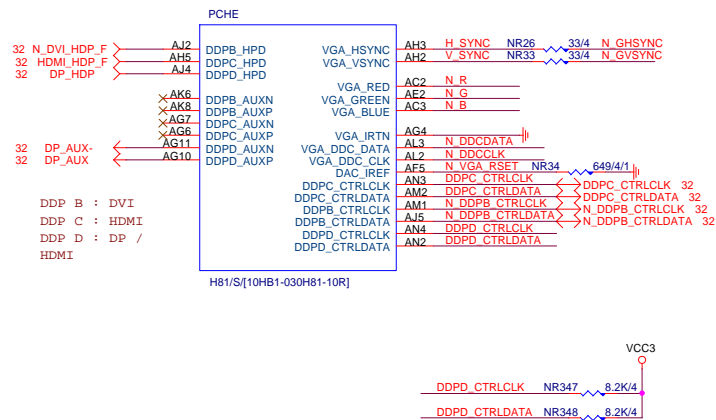 PCHE
32 N_DVI_HDP_F AJ2 DDPB_HPD VGA_HSYNC AH3 H_SYNC NR26 33/4 N_GHSYNC
32 HDMI_HDP_F AH5 DDPC_HPD VGA_VSYNC AH2 V_SYNC NR33 33/4 N_GVSYNC
32 DP_HDP AJ4 DDPD_HPD
VGA_RED AC2 N_R
AK6 DDPB_AUXN VGA_GREEN AE2 N_G
AK8 DDPB_AUXP VGA_BLUE AC3 N_B
AG7 DDPC_AUXN
AG6 DDPC_AUXP VGA_IRTN AG4
32 DP_AUX- AG11 DDPD_AUXN VGA_DDC_DATA AL3 N_DDCDATA
32 DP_AUX AG10 DDPD_AUXP VGA_DDC_CLK AL2 N_DDCCLK
DAC_IREF AF5 N_VGA_RSET NR34 649/4/1
DDPC_CTRLCLK AN3 DDPC_CTRLCLK DDPC_CTRLCLK 32
DDPC_CTRLDATA AM2 DDPC_CTRLDATA DDPC_CTRLDATA 32
DDPB_CTRLCLK AM1 N_DDPB_CTRLCLK N_DDPB_CTRLCLK 32
DDPB_CTRLDATA AJ5 N_DDPB_CTRLDATA N_DDPB_CTRLDATA 32
DDPD_CTRLCLK AN4 DDPD_CTRLCLK
DDPD_CTRLDATA AN2 DDPD_CTRLDATA
DDP B : DVI
DDP C : HDMI
DDP D : DP /
HDMI
H81/S/[10HB1-030H81-10R]
VCC3
DDPD_CTRLCLK NR347 8.2K/4
DDPD_CTRLDATA NR348 8.2K/4